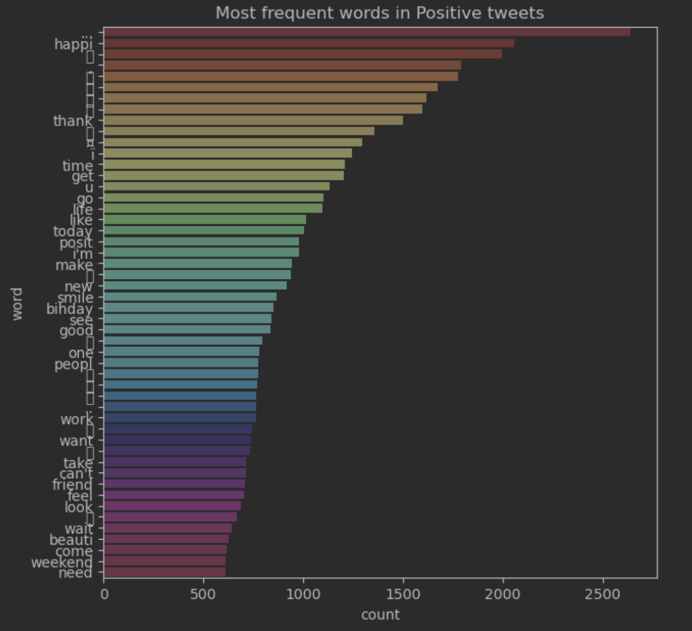 Most frequent words in Positive tweets
...
happi
thank
time
get
u
go
life
like
today
posit
i'm
make
new
smile
bihday
see
good
one
peopl
work
want
take
can't
friend
feel
look
wait
beauti
come
weekend
need
word
0 500 1000 1500 2000 2500
count